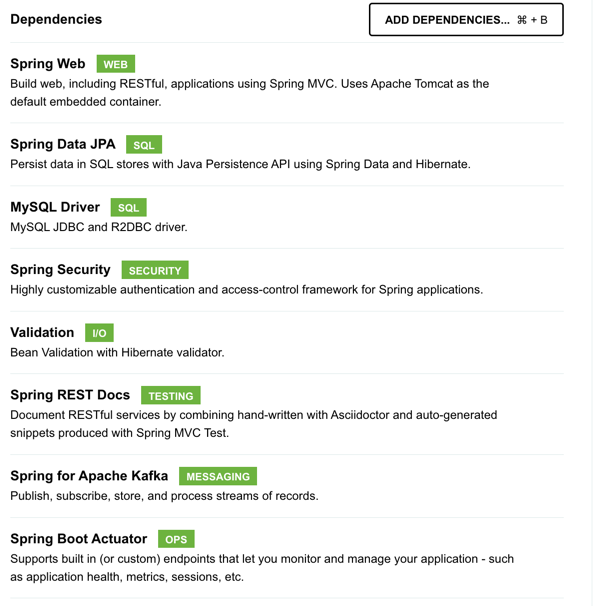 Dependencies
ADD DEPENDENCIES... ⌘ + B
Spring Web WEB
Build web, including RESTful, applications using Spring MVC. Uses Apache Tomcat as the
default embedded container.
Spring Data JPA SQL
Persist data in SQL stores with Java Persistence API using Spring Data and Hibernate.
MySQL Driver SQL
MySQL JDBC and R2DBC driver.
Spring Security SECURITY
Highly customizable authentication and access-control framework for Spring applications.
Validation I/O
Bean Validation with Hibernate validator.
Spring REST Docs TESTING
Document RESTful services by combining hand-written with Asciidoctor and auto-generated
snippets produced with Spring MVC Test.
Spring for Apache Kafka MESSAGING
Publish, subscribe, store, and process streams of records.
Spring Boot Actuator OPS
Supports built in (or custom) endpoints that let you monitor and manage your application - such
as application health, metrics, sessions, etc.